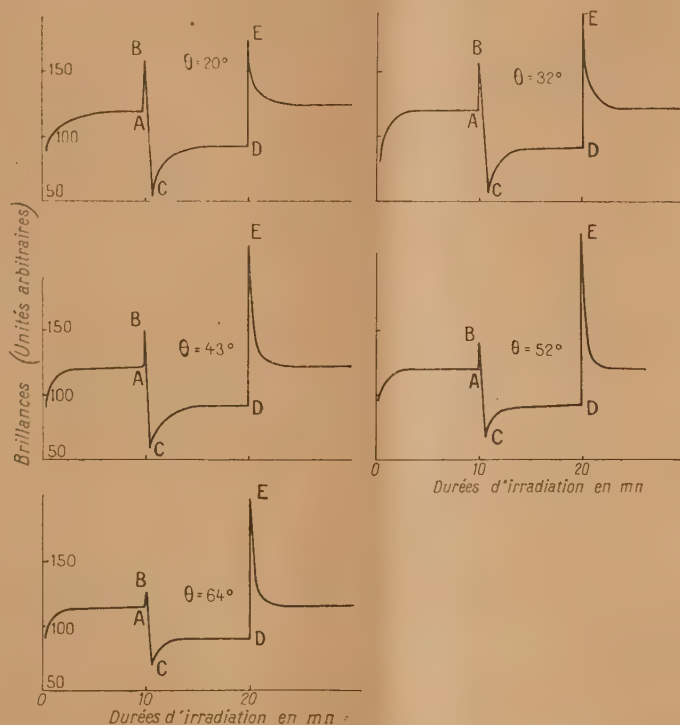 Brillances (Unités arbitraires)
150
100
50
A
B
C
D
E
θ=20°
A
B
C
D
E
θ=32°
150
100
50
A
B
C
D
E
θ=43°
A
B
C
D
E
θ=52°
0
10
20
Durées d'irradiation en mn
150
100
50
A
B
C
D
E
θ=64°
0
10
20
Durées d'irradiation en mn